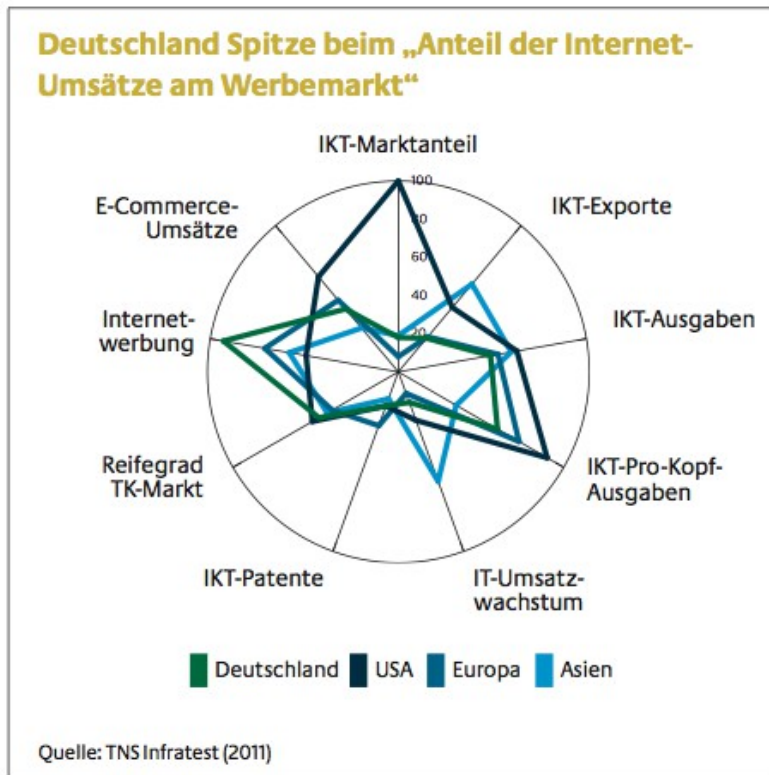 Deutschland Spitze beim „Anteil der Internet-
Umsätze am Werbemarkt“
IKT-Marktanteil
E-Commerce-
Umsätze
IKT-Exporte
Internet-
werbung
IKT-Ausgaben
100
80
60
40
20
Reifegrad
TK-Markt
IKT-Pro-Kopf-
Ausgaben
IKT-Patente
IT-Umsatz-
wachstum
Deutschland USA Europa Asien
Quelle: TNS Infratest (2011)